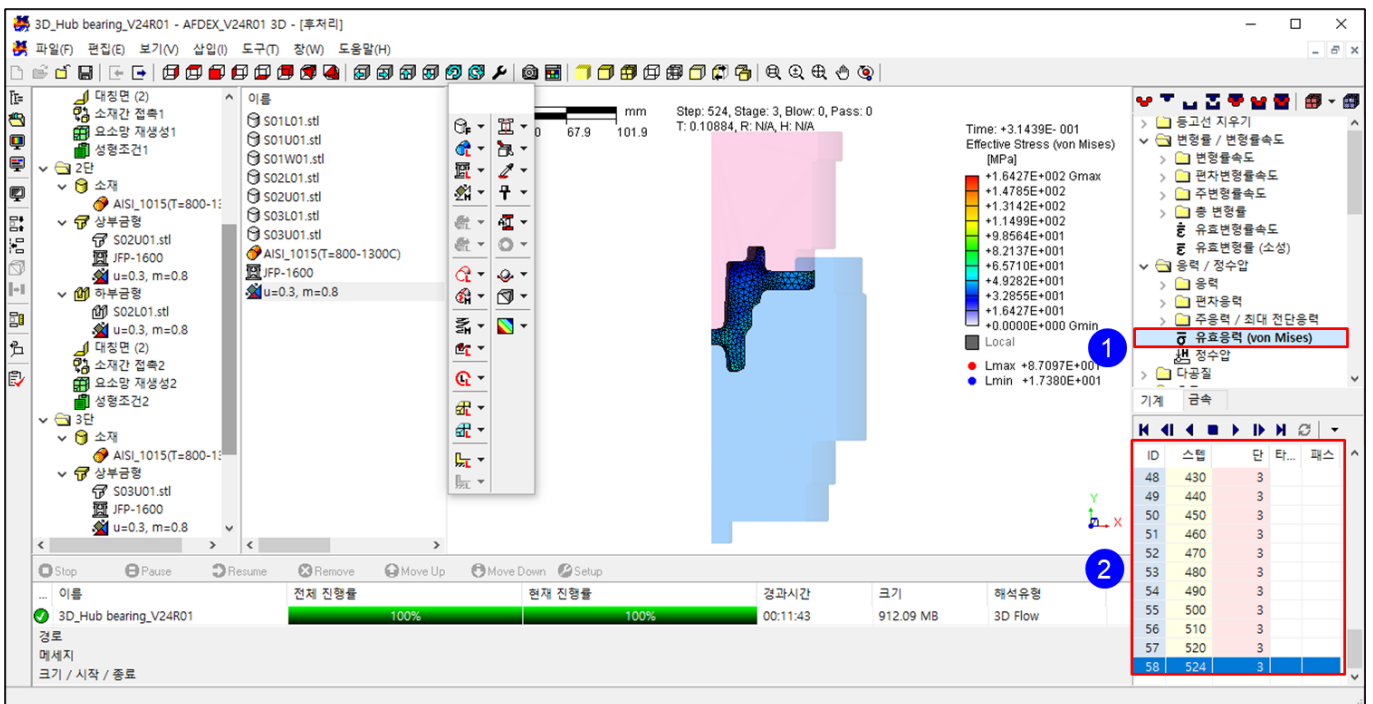 3D_Hub bearing_V24R01 - AFDEX_V24R01 3D - [후처리]
파일(F) 편집(E) 보기(V) 삽입(I) 도구(T) 창(W) 도움말(H)
대칭면 (2)
소재간 접촉1
요소망 재생성1
성형조건1
2단
소재
AISI_1015(T=800-13
상부금형
S02U01.stl
JFP-1600
u=0.3, m=0.8
하부금형
S02L01.stl
u=0.3, m=0.8
대칭면 (2)
소재간 접촉2
요소망 재생성2
성형조건2
3단
소재
AISI_1015(T=800-13
상부금형
S03U01.stl
JFP-1600
u=0.3, m=0.8
이름
S01L01.stl
S01U01.stl
S01W01.stl
S02L01.stl
S02U01.stl
S03L01.stl
S03U01.stl
AISI_1015(T=800-1300C)
JFP-1600
u=0.3, m=0.8
mm
0 67.9 101.9
Step: 524, Stage: 3, Blow: 0, Pass: 0
T: 0.10884, R: N/A, H: N/A
Time: +3.1439E- 001
Effective Stress (von Mises)
[MPa]
+1.6427E+002 Gmax
+1.4785E+002
+1.3142E+002
+1.1499E+002
+9.8564E+001
+8.2137E+001
+6.5710E+001
+4.9282E+001
+3.2855E+001
+1.6427E+001
+0.0000E+000 Gmin
Local
Lmax +8.7097E+001
Lmin +1.7380E+001
Y
Z X
1
2
등고선 지우기
변형률 / 변형률속도
변형률속도
편차변형률속도
주변형률속도
총 변형률
유효변형률속도
유효변형률 (소성)
응력 / 정수압
응력
편차응력
주응력 / 최대 전단응력
유효응력 (von Mises)
정수압
다공질
기계 금속
ID 스텝 단 타... 패스
48 430 3
49 440 3
50 450 3
51 460 3
52 470 3
53 480 3
54 490 3
55 500 3
56 510 3
57 520 3
58 524 3
Stop Pause Resume Remove Move Up Move Down Setup
... 이름 전체 진행률 현재 진행률 경과시간 크기 해석유형
3D_Hub bearing_V24R01 100% 100% 00:11:43 912.09 MB 3D Flow
경로
메세지
크기 / 시작 / 종료